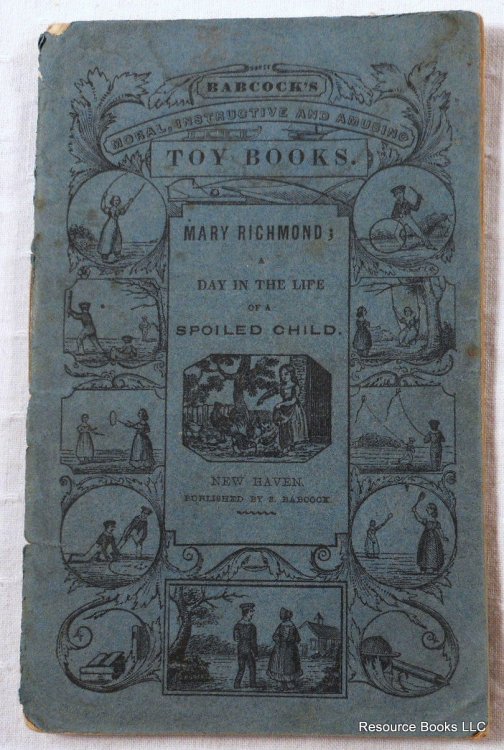 BABCOCK'S
MORAL, INSTRUCTIVE AND AMUSING
TOY BOOKS.
MARY RICHMOND;
A
DAY IN THE LIFE
OF A
SPOILED CHILD.
NEW HAVEN.
PUBLISHED BY S. BABCOCK
Resource Books LLC